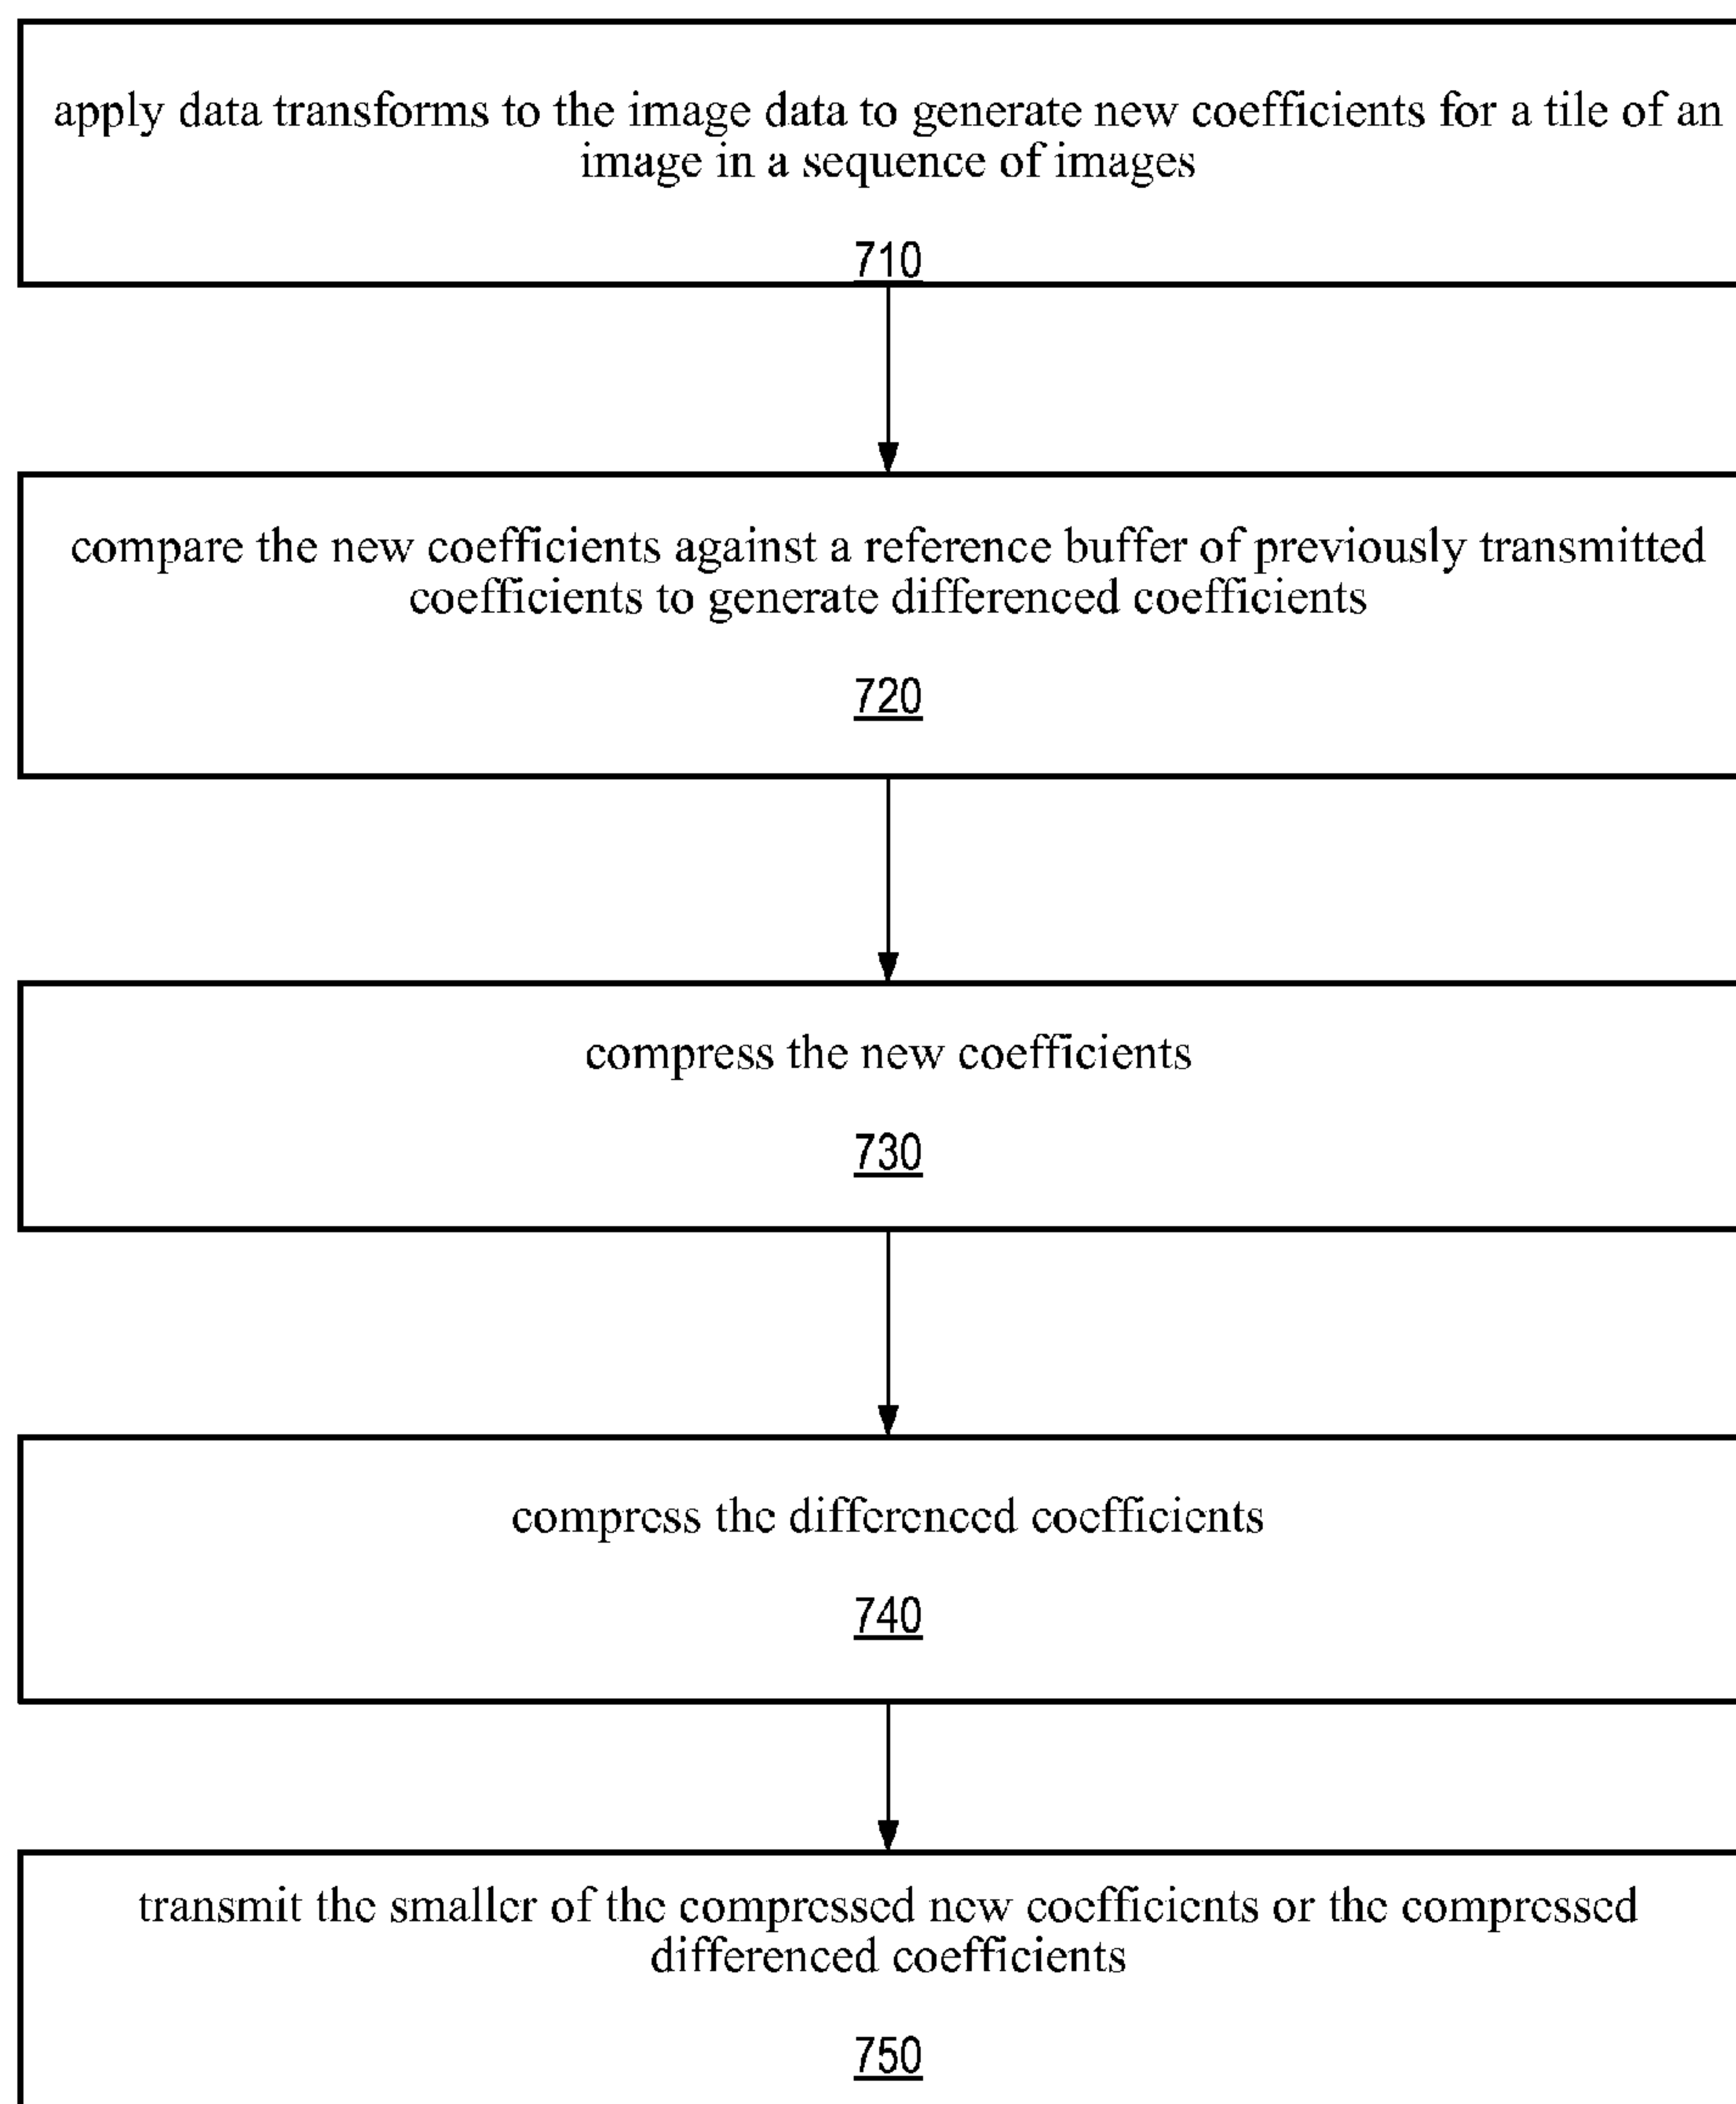 apply data transforms to the image data to generate new coefficients for a tile of an
image in a sequence of images
710
compare the new coefficients against a reference buffer of previously transmitted
coefficients to generate differenced coefficients
720
compress the new coefficients
730
compress the differenced coefficients
740
transmit the smaller of the compressed new coefficients or the compressed
differenced coefficients
750